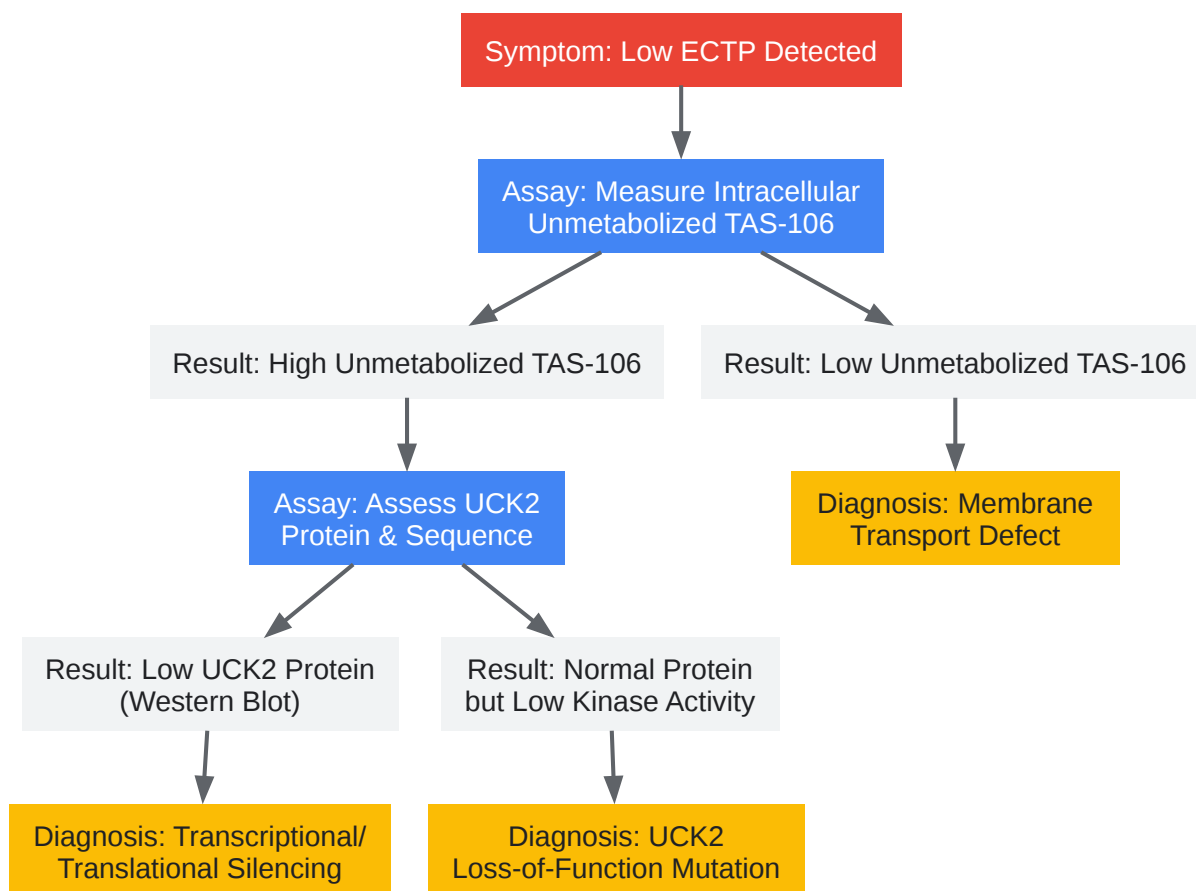 Symptom: Low ECTP Detected
Assay: Measure Intracellular
Unmetabolized TAS-106
Result: High Unmetabolized TAS-106
Result: Low Unmetabolized TAS-106
Assay: Assess UCK2
Protein & Sequence
Diagnosis: Membrane
Transport Defect
Result: Low UCK2 Protein
(Western Blot)
Result: Normal Protein
but Low Kinase Activity
Diagnosis: Transcriptional/
Translational Silencing
Diagnosis: UCK2
Loss-of-Function Mutation